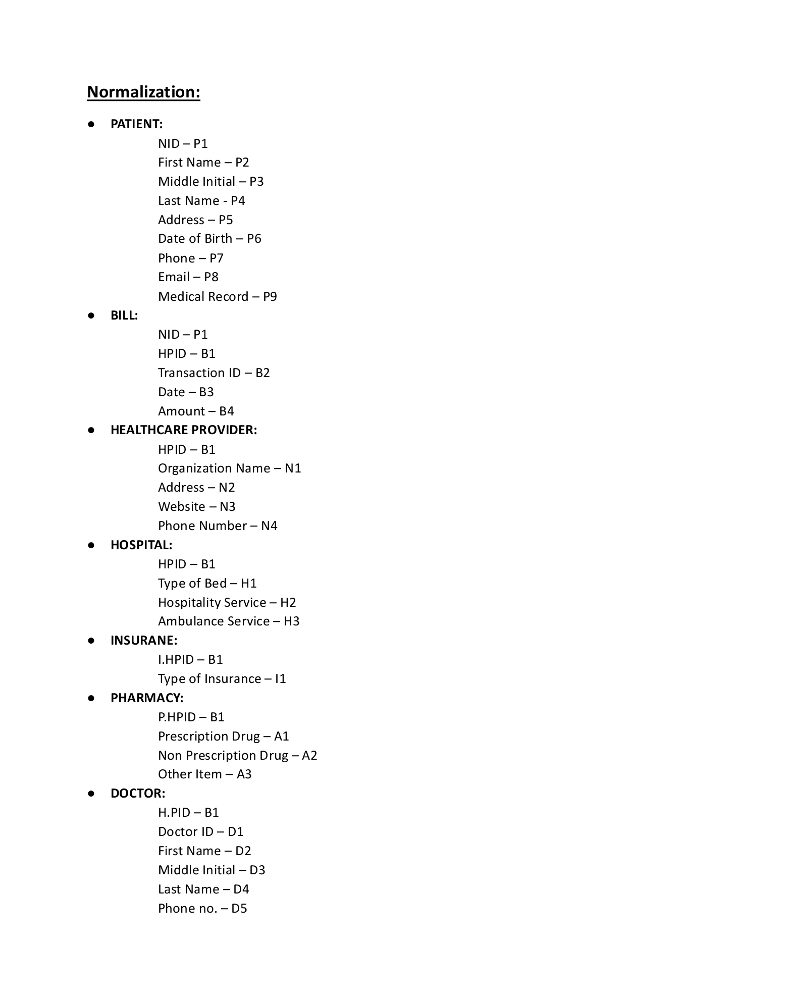 Normalization:
● PATIENT:
NID – P1
First Name – P2
Middle Initial – P3
Last Name - P4
Address – P5
Date of Birth – P6
Phone – P7
Email – P8
Medical Record – P9
● BILL:
NID – P1
HPID – B1
Transaction ID – B2
Date – B3
Amount – B4
● HEALTHCARE PROVIDER:
HPID – B1
Organization Name – N1
Address – N2
Website – N3
Phone Number – N4
● HOSPITAL:
HPID – B1
Type of Bed – H1
Hospitality Service – H2
Ambulance Service – H3
● INSURANE:
I.HPID – B1
Type of Insurance – I1
● PHARMACY:
P.HPID – B1
Prescription Drug – A1
Non Prescription Drug – A2
Other Item – A3
● DOCTOR:
H.PID – B1
Doctor ID – D1
First Name – D2
Middle Initial – D3
Last Name – D4
Phone no. – D5